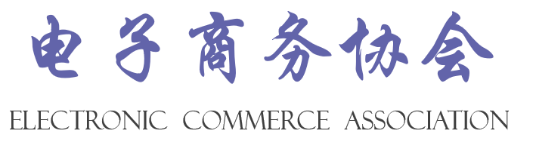 电子商务协会
ELECTRONIC COMMERCE ASSOCIATION